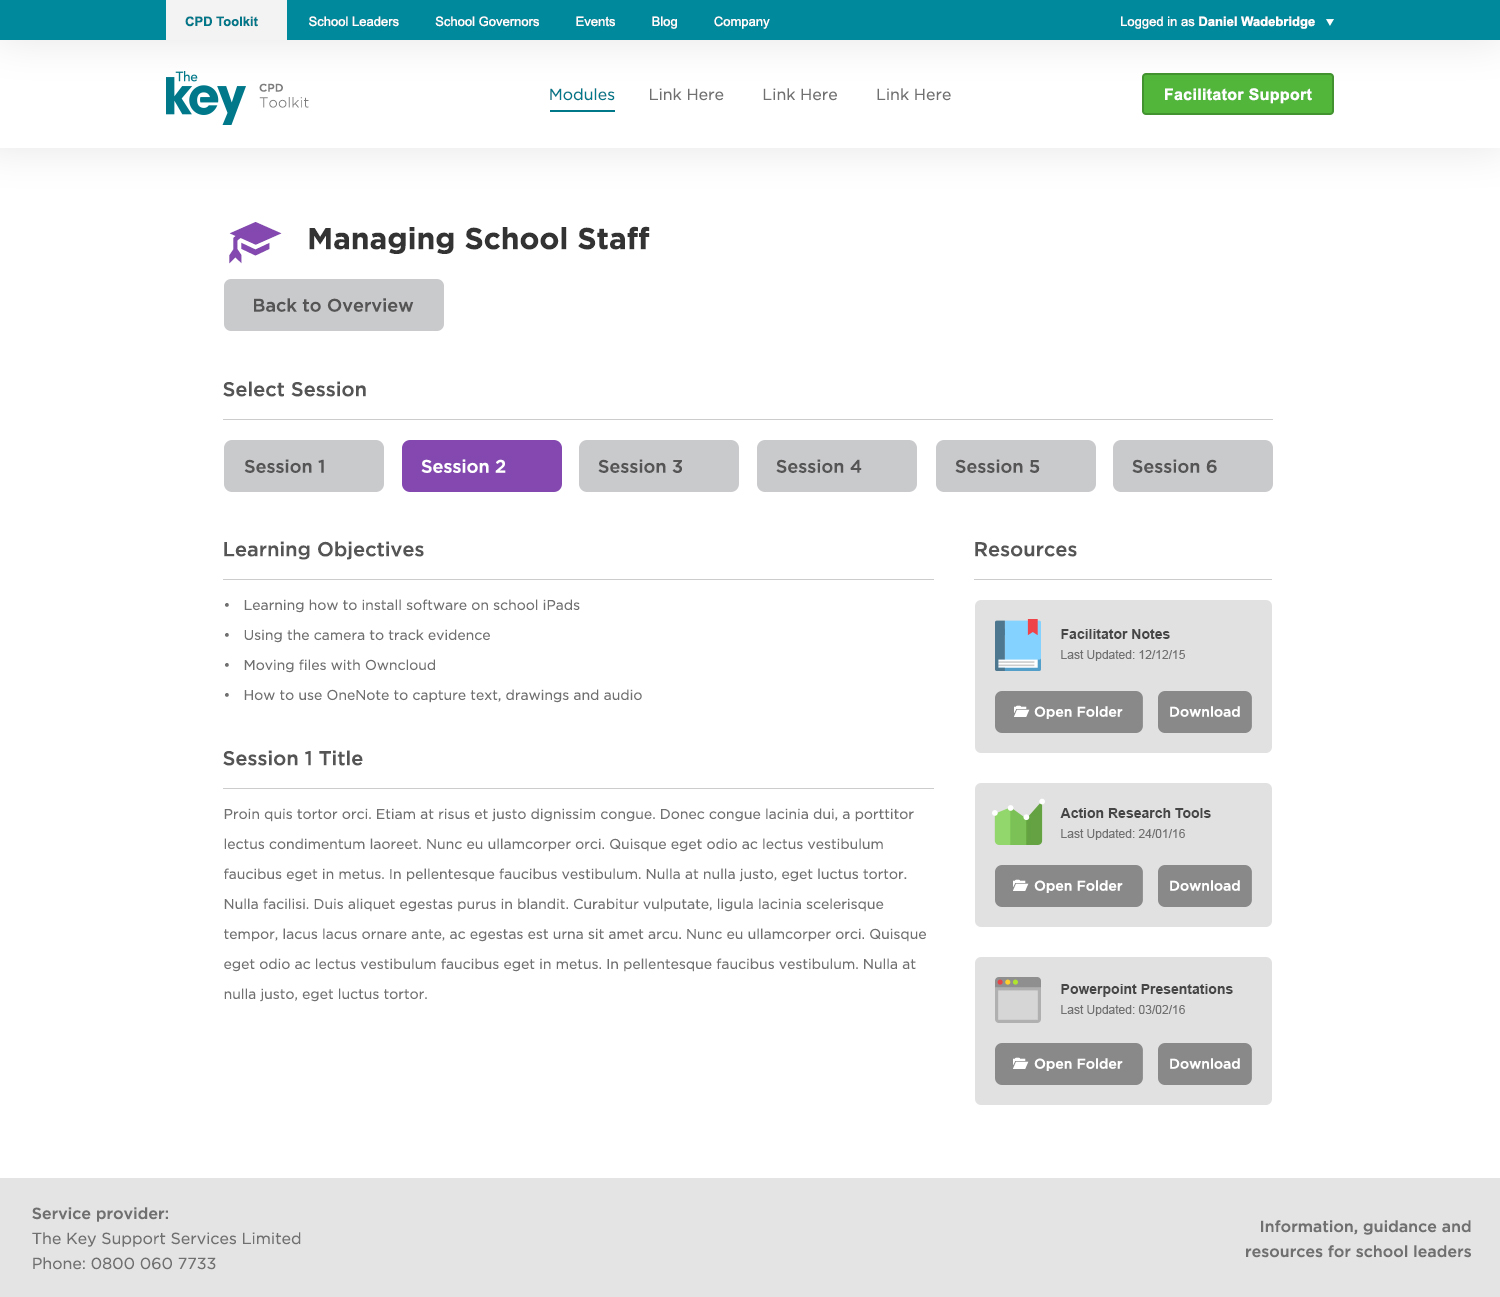 CPD Toolkit School Leaders School Governors Events Blog Company Logged in as Daniel Wadebridge ▼
The key CPD Toolkit
Modules Link Here Link Here Link Here Facilitator Support
Managing School Staff
Back to Overview
Select Session
Session 1 Session 2 Session 3 Session 4 Session 5 Session 6
Learning Objectives
• Learning how to install software on school iPads
• Using the camera to track evidence
• Moving files with Owncloud
• How to use OneNote to capture text, drawings and audio
Session 1 Title
Proin quis tortor orci. Etiam at risus et justo dignissim congue. Donec congue lacinia dui, a porttitor
lectus condimentum laoreet. Nunc eu ullamcorper orci. Quisque eget odio ac lectus vestibulum
faucibus eget in metus. In pellentesque faucibus vestibulum. Nulla at nulla justo, eget luctus tortor.
Nulla facilisi. Duis aliquet egestas purus in blandit. Curabitur vulputate, ligula lacinia scelerisque
tempor, lacus lacus ornare ante, ac egestas est urna sit amet arcu. Nunc eu ullamcorper orci. Quisque
eget odio ac lectus vestibulum faucibus eget in metus. In pellentesque faucibus vestibulum. Nulla at
nulla justo, eget luctus tortor.
Resources
Facilitator Notes
Last Updated: 12/12/15
Open Folder Download
Action Research Tools
Last Updated: 24/01/16
Open Folder Download
Powerpoint Presentations
Last Updated: 03/02/16
Open Folder Download
Service provider:
The Key Support Services Limited
Phone: 0800 060 7733
Information, guidance and
resources for school leaders